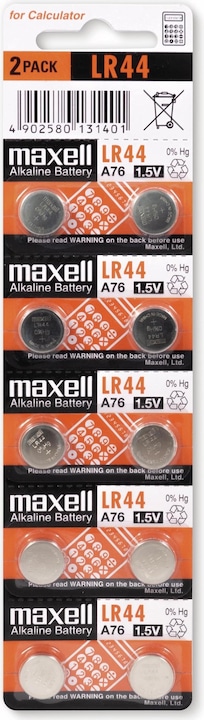 for Calculator
2 PACK LR44
0% Hg
4 902580 131401
maxell LR44 0% Hg
Alkaline Battery A76 1.5V
Please read WARNING on the back before use
Maxell, Ltd.
maxell LR44 0% Hg
Alkaline Battery A76 1.5V
Please read WARNING on the back before use
Maxell, Ltd.
maxell LR44 0% Hg
Alkaline Battery A76 1.5V
Please read WARNING on the back before use
Maxell, Ltd.
maxell LR44 0% Hg
Alkaline Battery A76 1.5V
Please read WARNING on the back before use
Maxell, Ltd.
maxell LR44 0% Hg
Alkaline Battery A76 1.5V
Please read WARNING on the back before use
Maxell, Ltd.